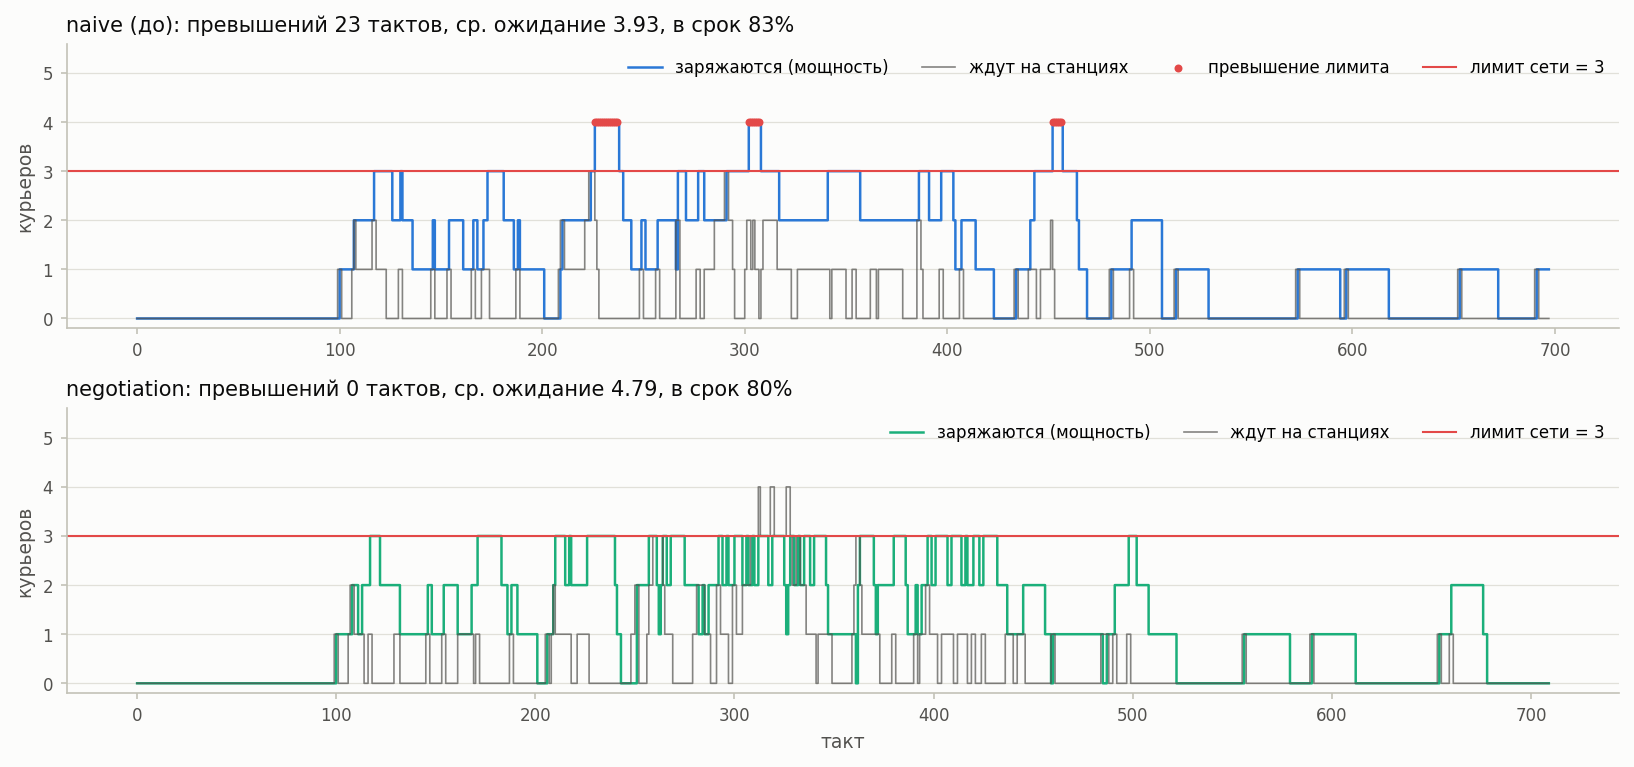 naive (до): превышений 23 тактов, ср. ожидание 3.93, в срок 83%
заряжаются (мощность) ждут на станциях превышение лимита лимит сети = 3
курьеров
5
4
3
2
1
0
0 100 200 300 400 500 600 700
negotiation: превышений 0 тактов, ср. ожидание 4.79, в срок 80%
заряжаются (мощность) ждут на станциях лимит сети = 3
курьеров
5
4
3
2
1
0
0 100 200 300 400 500 600 700
такт